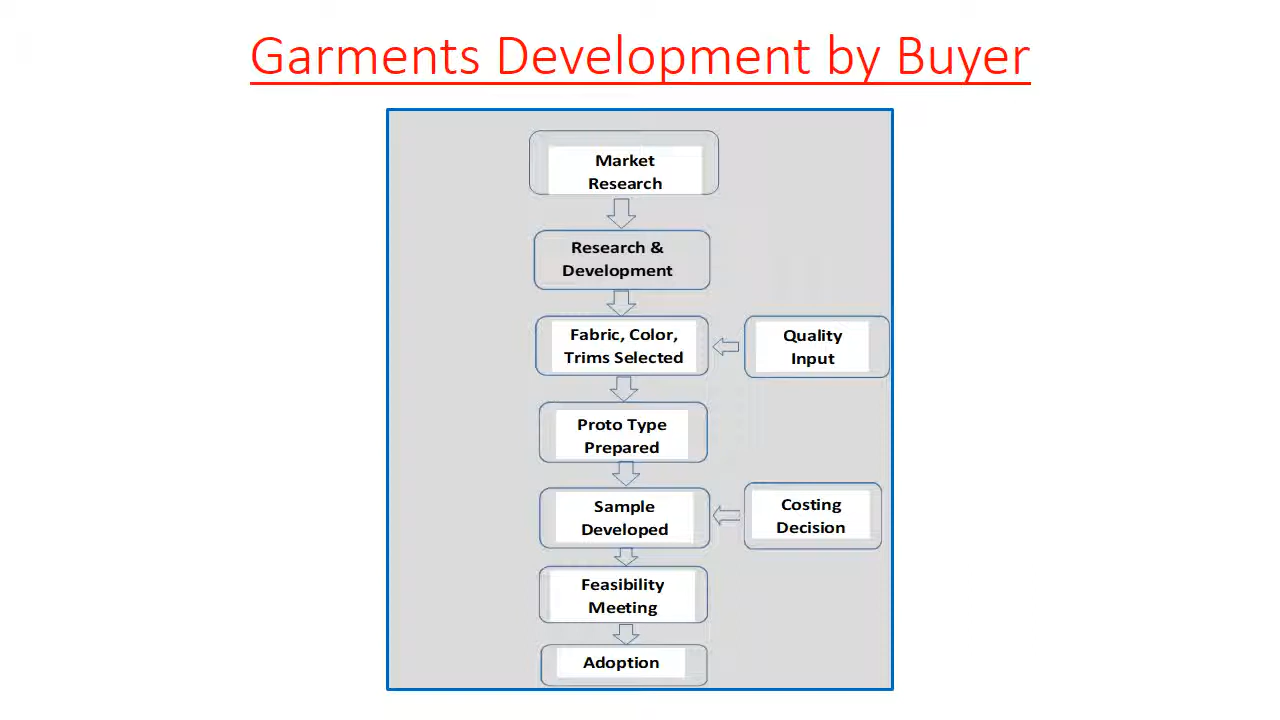 Garments Development by Buyer
Market
Research
Research &
Development
Fabric, Color,
Trims Selected
Quality
Input
Proto Type
Prepared
Sample
Developed
Costing
Decision
Feasibility
Meeting
Adoption